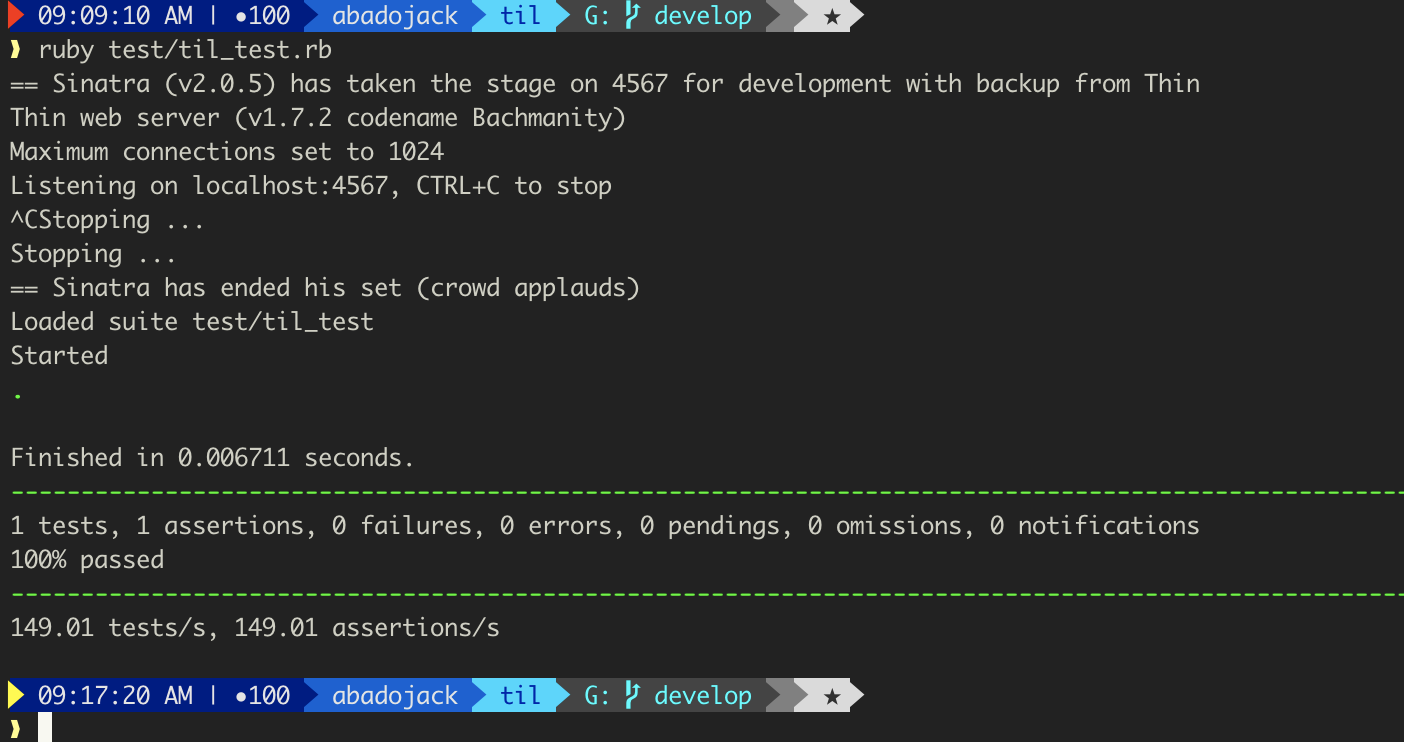 09:09:10 AM | •100 abadojack til G: develop ★
❫ ruby test/til_test.rb
== Sinatra (v2.0.5) has taken the stage on 4567 for development with backup from Thin
Thin web server (v1.7.2 codename Bachmanity)
Maximum connections set to 1024
Listening on localhost:4567, CTRL+C to stop
^CStopping ...
Stopping ...
== Sinatra has ended his set (crowd applauds)
Loaded suite test/til_test
Started
.
Finished in 0.006711 seconds.
----------------------------------------------------------------------------------------------------
1 tests, 1 assertions, 0 failures, 0 errors, 0 pendings, 0 omissions, 0 notifications
100% passed
----------------------------------------------------------------------------------------------------
149.01 tests/s, 149.01 assertions/s
09:17:20 AM | •100 abadojack til G: develop ★
❫